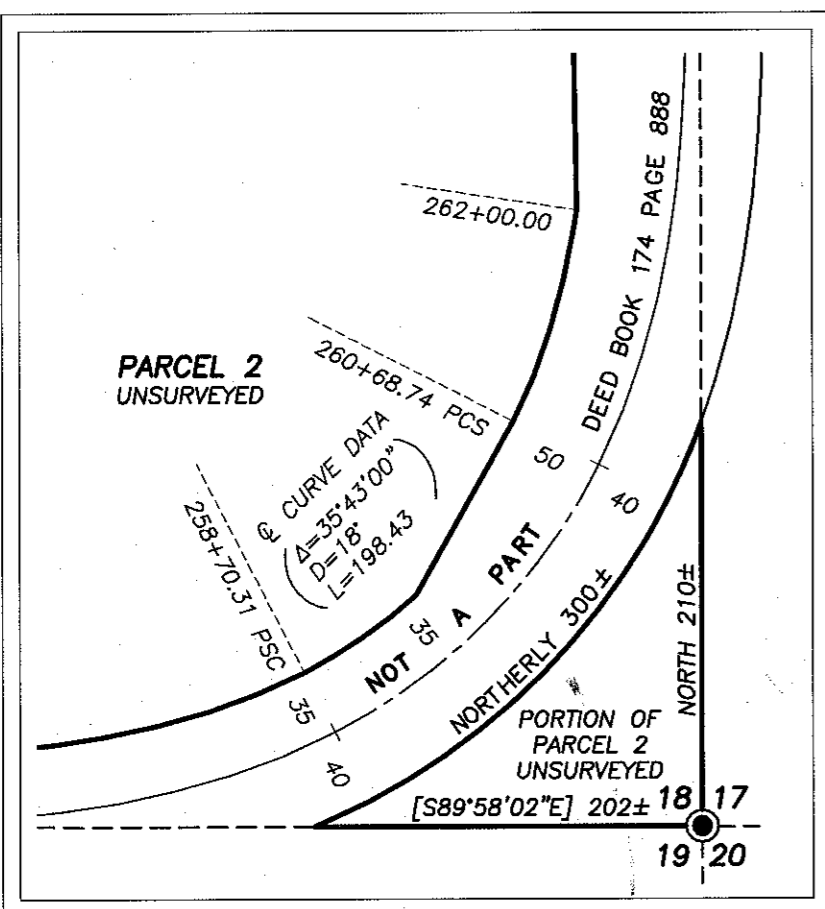 DEED BOOK 174 PAGE 888
262+00.00
260+68.74 PCS
PARCEL 2
UNSURVEYED
℄ CURVE DATA
Δ=35°43'00"
D=18°
L=198.43
258+70.31 PSC
50
40
NOT A PART
35
35
40
NORTHERLY 300±
NORTH 210±
PORTION OF
PARCEL 2
UNSURVEYED
[S89°58'02"E] 202±
18 17
19 20